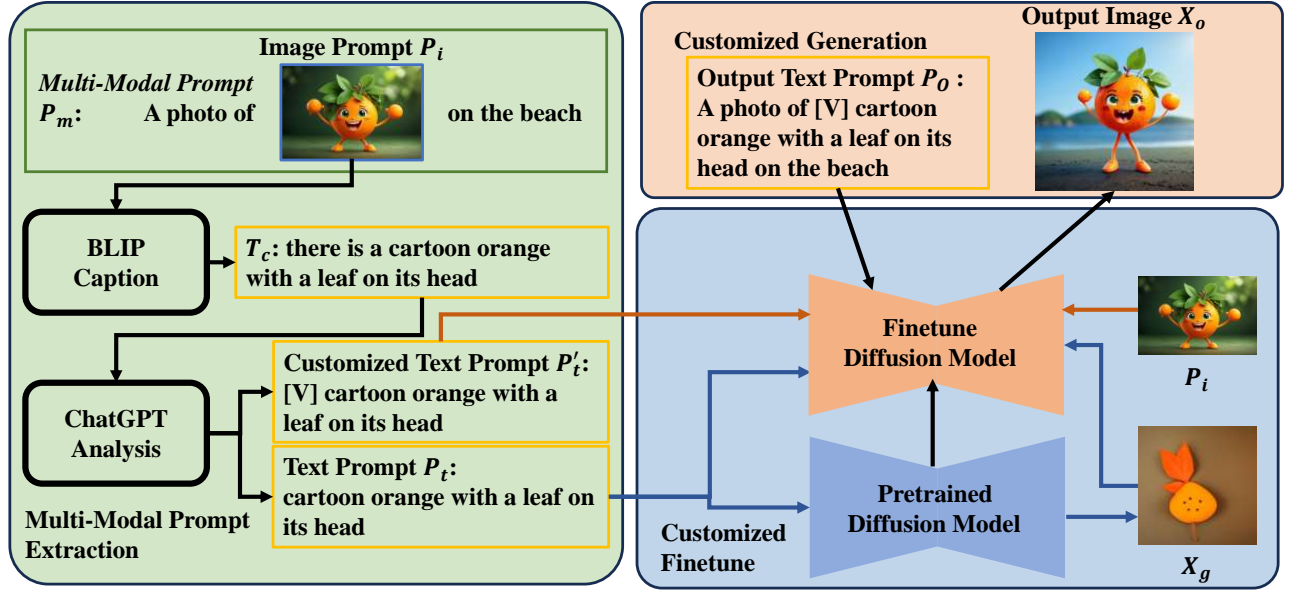 Image Prompt P_i
Multi-Modal Prompt
P_m: A photo of on the beach
BLIP
Caption
T_c: there is a cartoon orange
with a leaf on its head
ChatGPT
Analysis
Customized Text Prompt P'_t:
[V] cartoon orange with a
leaf on its head
Text Prompt P_t:
cartoon orange with a leaf on
its head
Multi-Modal Prompt
Extraction
Customized Generation
Output Text Prompt P_O :
A photo of [V] cartoon
orange with a leaf on its
head on the beach
Output Image X_o
Finetune
Diffusion Model
P_i
Pretrained
Diffusion Model
X_g
Customized
Finetune